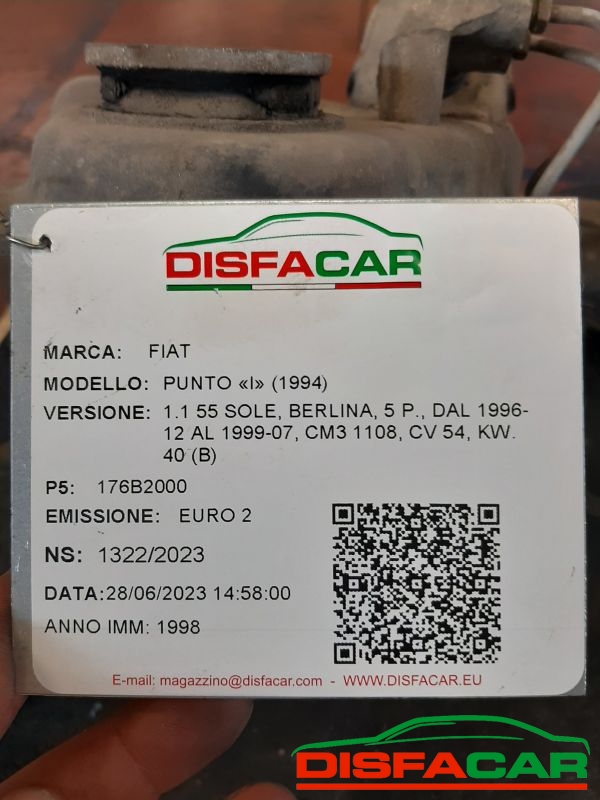 DISFACAR
MARCA: FIAT
MODELLO: PUNTO «I» (1994)
VERSIONE: 1.1 55 SOLE, BERLINA, 5 P., DAL 1996-
12 AL 1999-07, CM3 1108, CV 54, KW.
40 (B)
P5: 176B2000
EMISSIONE: EURO 2
NS: 1322/2023
DATA:28/06/2023 14:58:00
ANNO IMM: 1998
E-mail: magazzino@disfacar.com - WWW.DISFACAR.EU
DISFACAR